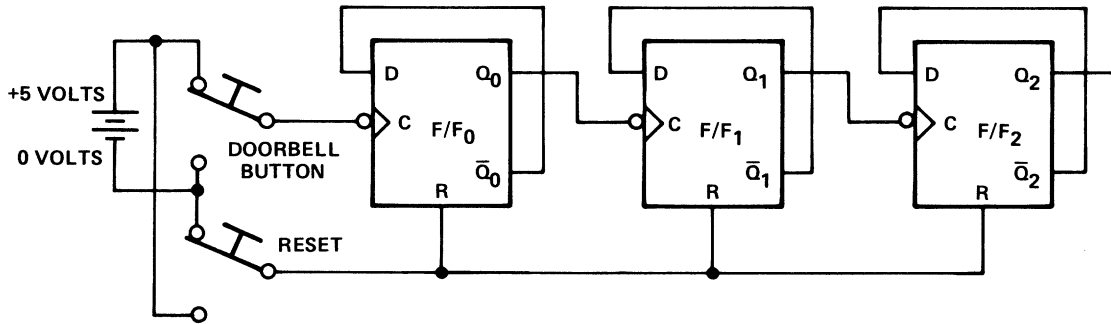 +5 VOLTS
0 VOLTS
DOORBELL
BUTTON
RESET
D Q0
C F/F0
Q̅0
R
D Q1
C F/F1
Q̅1
R
D Q2
C F/F2
Q̅2
R